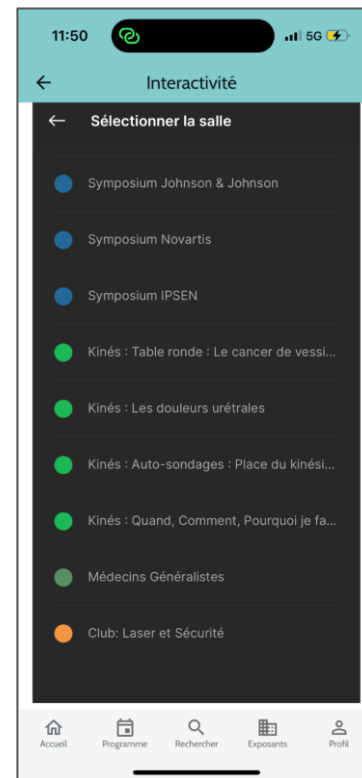 11:50 5G
Interactivité
Sélectionner la salle
Symposium Johnson & Johnson
Symposium Novartis
Symposium IPSEN
Kinés : Table ronde : Le cancer de vessi...
Kinés : Les douleurs urétrales
Kinés : Auto-sondages : Place du kinési...
Kinés : Quand, Comment, Pourquoi je fa...
Médecins Généralistes
Club: Laser et Sécurité
Accueil Programme Rechercher Exposants Profil